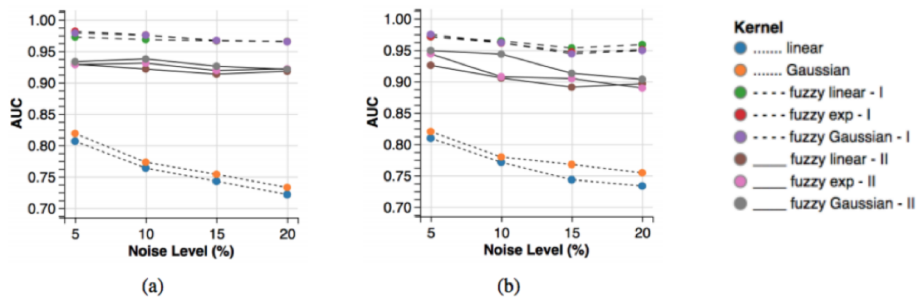 1.00
0.95
0.90
0.85
0.80
0.75
0.70
AUC
5
10
15
20
Noise Level (%)
(a)
1.00
0.95
0.90
0.85
0.80
0.75
0.70
AUC
5
10
15
20
Noise Level (%)
(b)
Kernel
linear
Gaussian
fuzzy linear - I
fuzzy exp - I
fuzzy Gaussian - I
fuzzy linear - II
fuzzy exp - II
fuzzy Gaussian - II